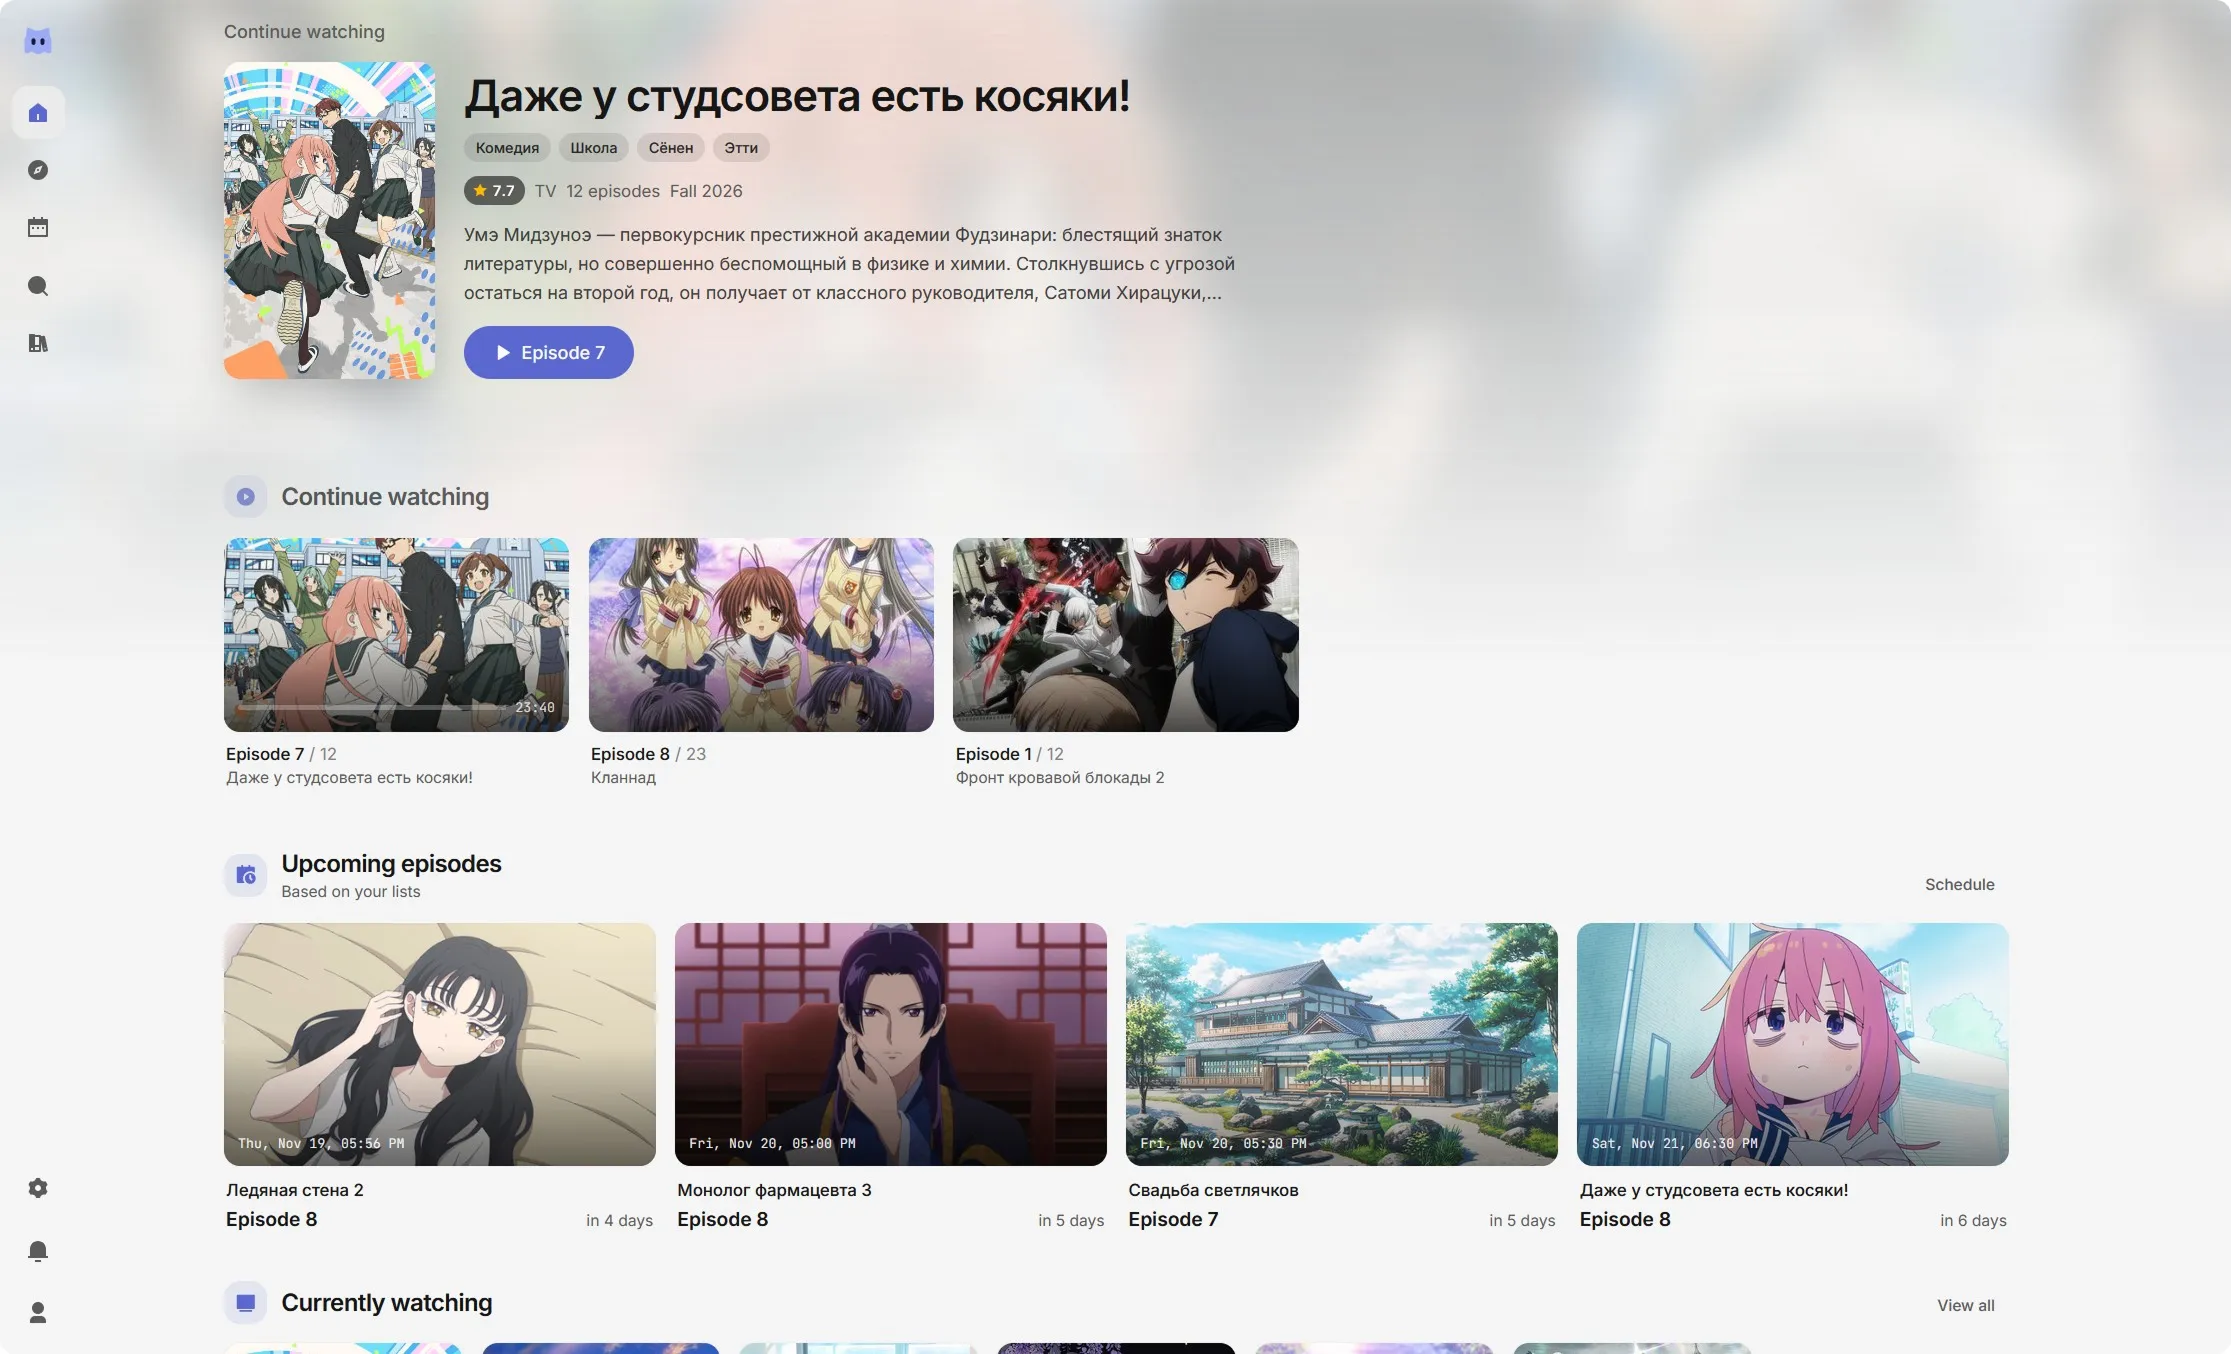 Continue watching
Даже у студсовета есть косяки!
Комедия Школа Сёнен Этти
7.7 TV 12 episodes Fall 2026
Умэ Мидзуноэ — первокурсник престижной академии Фудзинари: блестящий знаток
литературы, но совершенно беспомощный в физике и химии. Столкнувшись с угрозой
остаться на второй год, он получает от классного руководителя, Сатоми Хирацуки,...
Episode 7
Continue watching
23:40
Episode 7 / 12
Даже у студсовета есть косяки!
Episode 8 / 23
Кланнад
Episode 1 / 12
Фронт кровавой блокады 2
Upcoming episodes
Based on your lists
Schedule
Thu, Nov 19, 05:56 PM
Ледяная стена 2
Episode 8 in 4 days
Fri, Nov 20, 05:00 PM
Монолог фармацевта 3
Episode 8 in 5 days
Fri, Nov 20, 05:30 PM
Свадьба светлячков
Episode 7 in 5 days
Sat, Nov 21, 06:30 PM
Даже у студсовета есть косяки!
Episode 8 in 6 days
Currently watching
View all